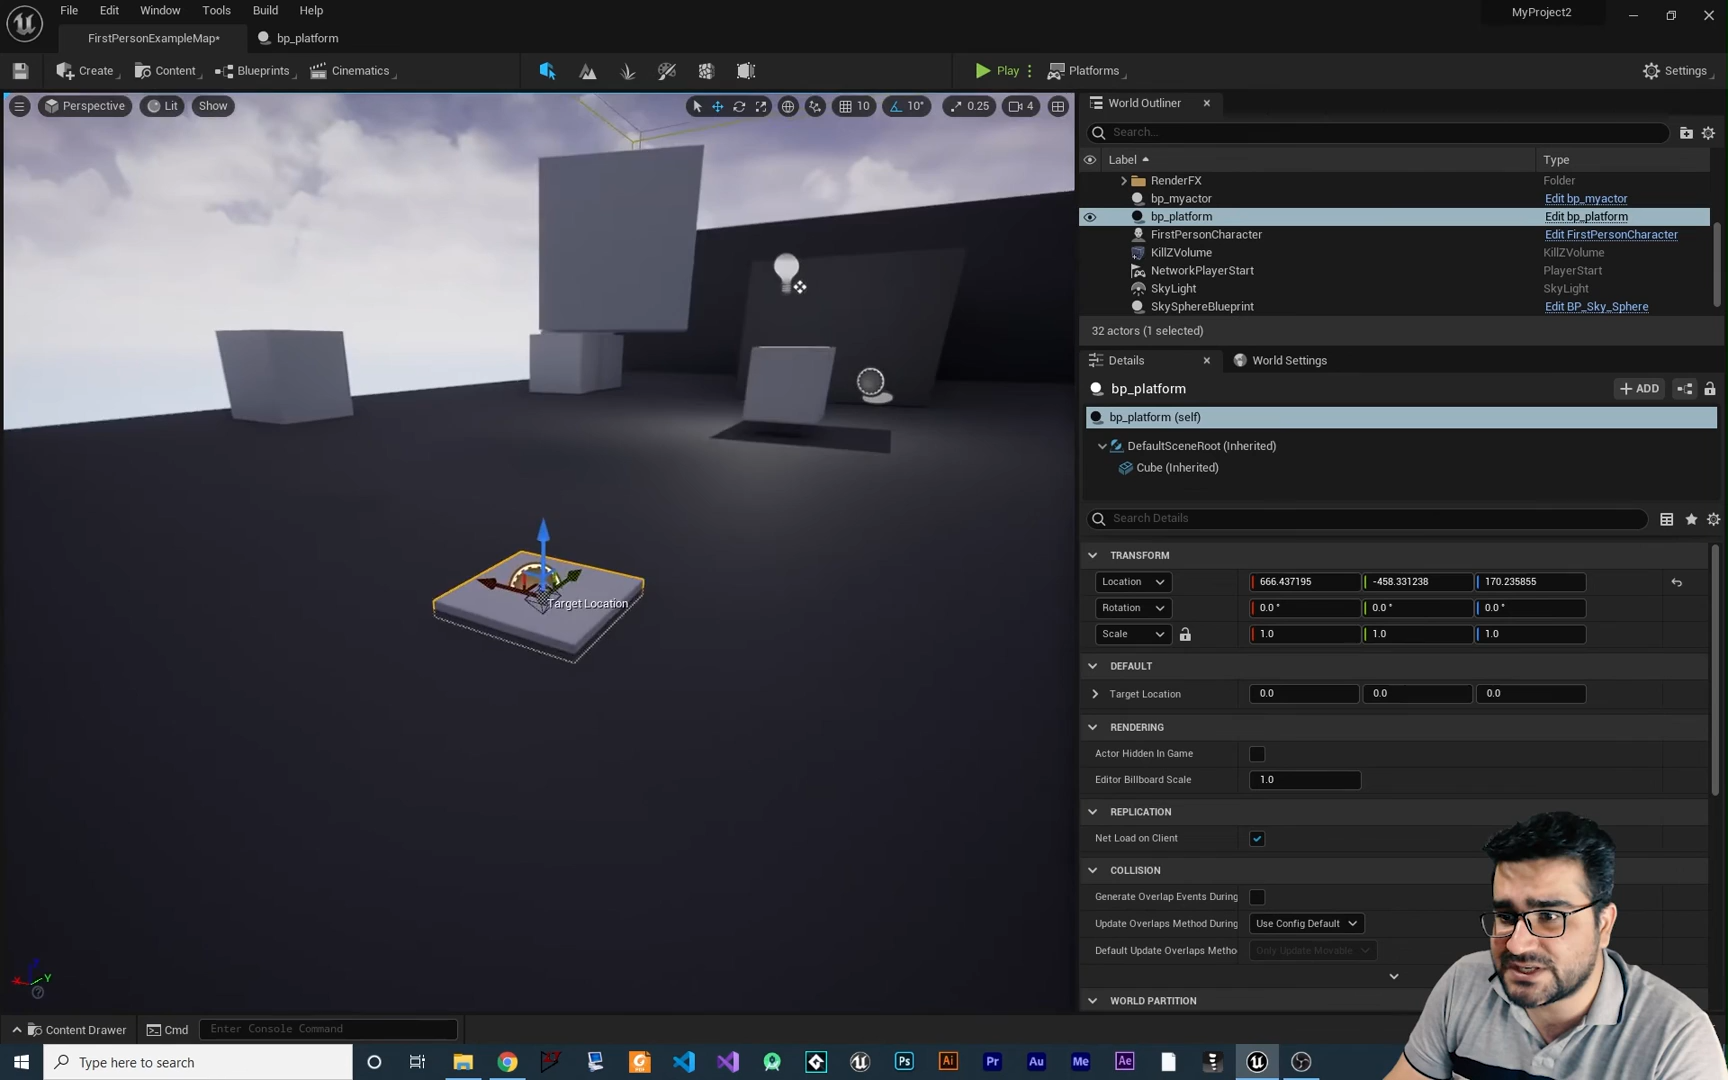 File Edit Window Tools Build Help
MyProject2
FirstPersonExampleMap* bp_platform
Create Content Blueprints Cinematics Play Platforms Settings
Perspective Lit Show 10 10° 0.25 4
World Outliner
Search...
Label Type
RenderFX Folder
bp_myactor Edit bp_myactor
bp_platform Edit bp_platform
FirstPersonCharacter Edit FirstPersonCharacter
KillZVolume KillZVolume
NetworkPlayerStart PlayerStart
SkyLight SkyLight
SkySphereBlueprint Edit BP_Sky_Sphere
32 actors (1 selected)
Details World Settings
bp_platform ADD
bp_platform (self)
DefaultSceneRoot (Inherited)
Cube (Inherited)
Search Details
TRANSFORM
Location 666.437195 -458.331238 170.235855
Rotation 0.0 ° 0.0 ° 0.0 °
Scale 1.0 1.0 1.0
DEFAULT
Target Location 0.0 0.0 0.0
RENDERING
Actor Hidden In Game
Editor Billboard Scale 1.0
REPLICATION
Net Load on Client
COLLISION
Generate Overlap Events During
Update Overlaps Method During Use Config Default
Default Update Overlaps Metho Only Update Movable
WORLD PARTITION
Target Location
X Y
Content Drawer Cmd Enter Console Command
Type here to search
Ps Ai Pr Au Me Ae